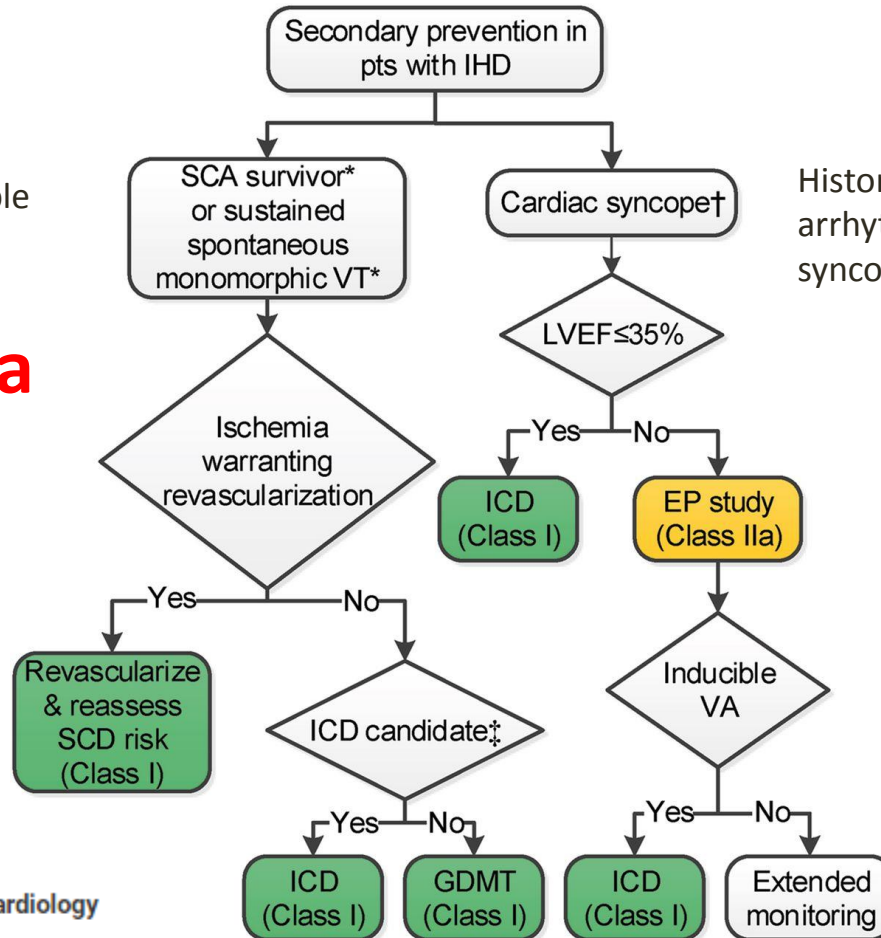 Secondary prevention in
pts with IHD
SCA survivor*
or sustained
spontaneous
monomorphic VT*
Cardiac syncope†
LVEF≤35%
Ischemia
warranting
revascularization
Yes
No
ICD
(Class I)
EP study
(Class IIa)
Yes
No
Revascularize
& reassess
SCD risk
(Class I)
ICD candidate‡
Inducible
VA
Yes
No
Yes
No
ICD
(Class I)
GDMT
(Class I)
ICD
(Class I)
Extended
monitoring